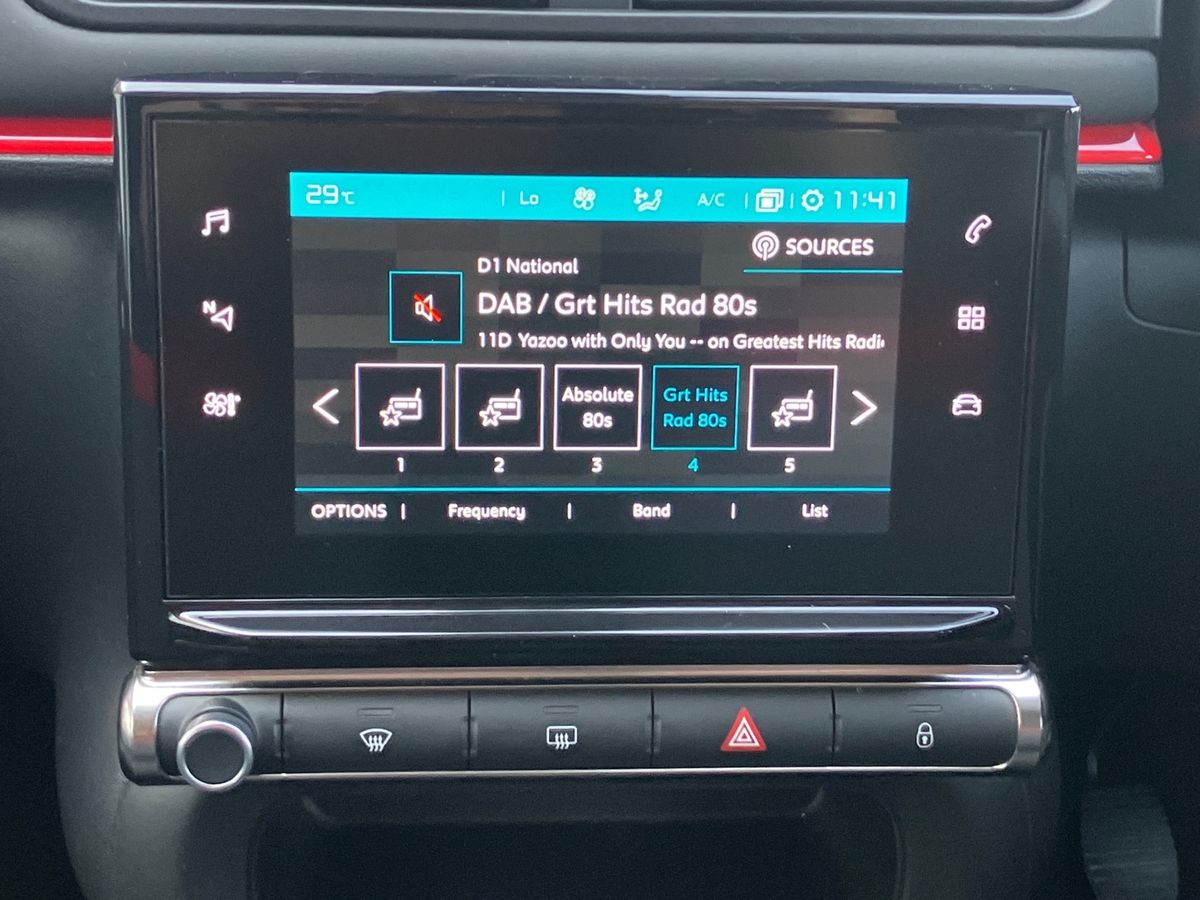 29°C | Lo A/C | | 11:41
SOURCES
D1 National
DAB / Grt Hits Rad 80s
11D Yazoo with Only You -- on Greatest Hits Radi
N
Absolute
80s
Grt Hits
Rad 80s
1 2 3 4 5
OPTIONS | Frequency | Band | List